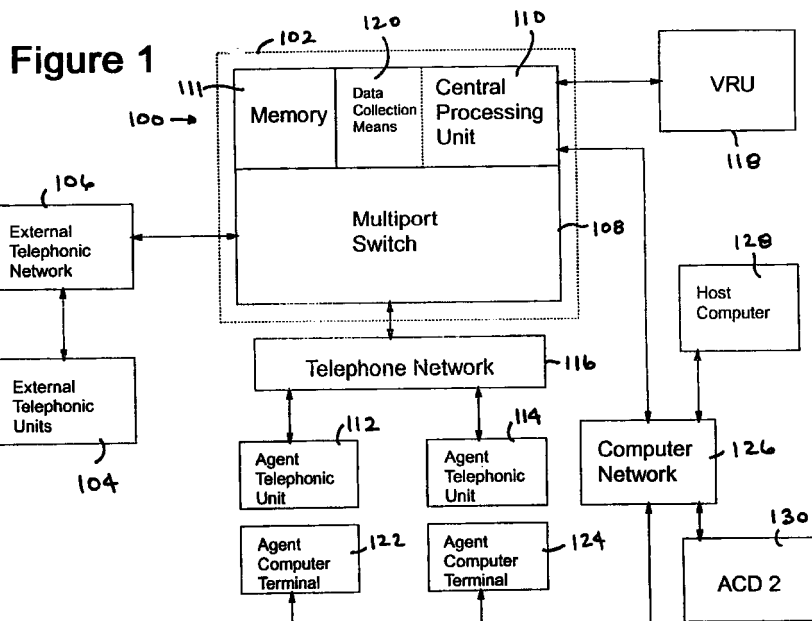 Figure 1
102
120
110
111
100
Memory
Data
Collection
Means
Central
Processing
Unit
VRU
118
106
External
Telephonic
Network
Multiport
Switch
108
128
Host
Computer
Telephone Network
116
External
Telephonic
Units
104
112
Agent
Telephonic
Unit
114
Agent
Telephonic
Unit
Computer
Network
126
Agent
Computer
Terminal
122
Agent
Computer
Terminal
124
130
ACD 2